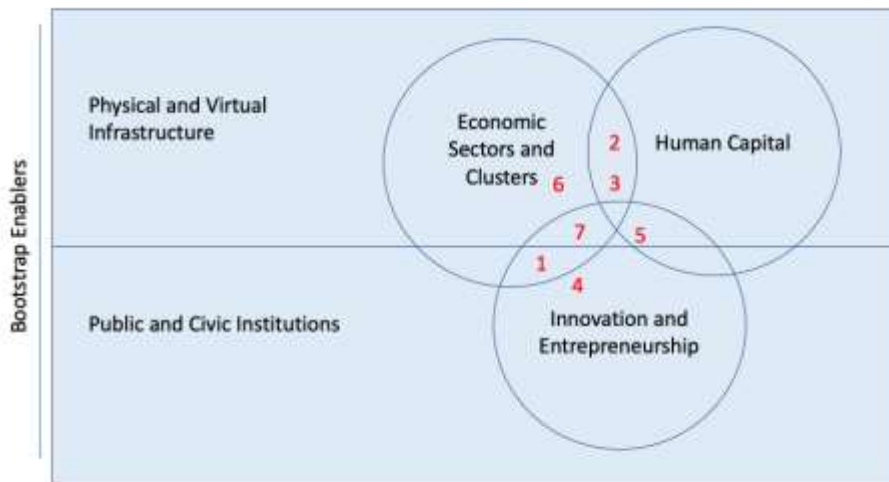 Bootstrap Enablers
Physical and Virtual
Infrastructure
Economic
Sectors and
Clusters
Human Capital
2
3
6
7
5
1
4
Public and Civic Institutions
Innovation and
Entrepreneurship